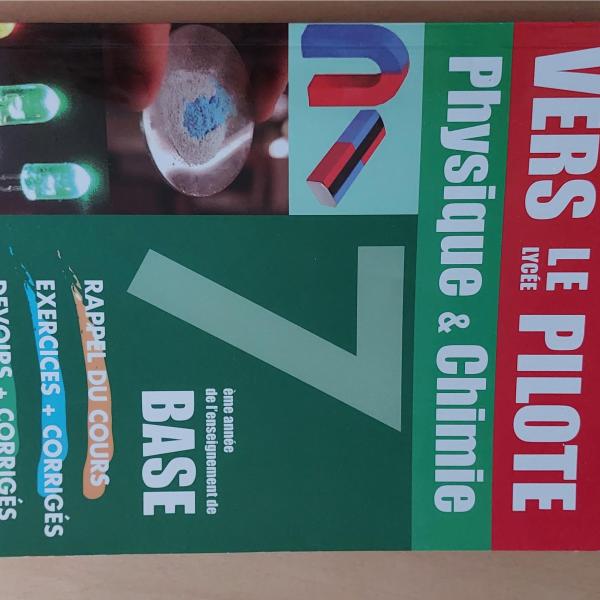 VERS LE PILOTE
LYCÉE
Physique & Chimie
7
ème année
de l'enseignement de
BASE
RAPPEL DU COURS
EXERCICES + CORRIGÉS
DEVOIRS + CORRIGÉS